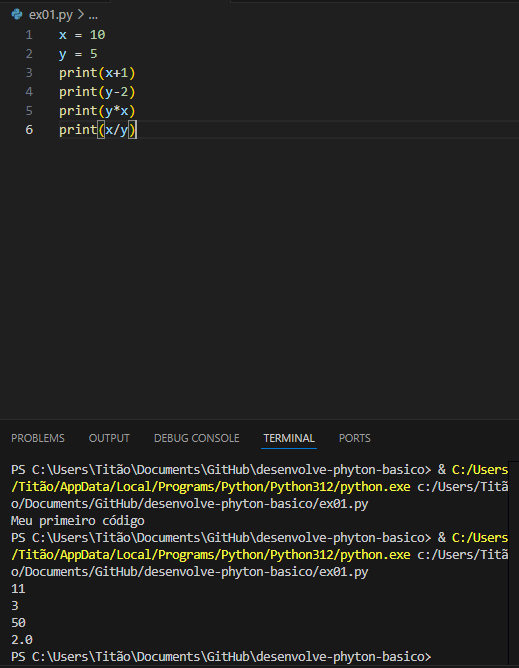 ex01.py > ...
1 x = 10
2 y = 5
3 print(x+1)
4 print(y-2)
5 print(y*x)
6 print(x/y)
PROBLEMS OUTPUT DEBUG CONSOLE TERMINAL PORTS
PS C:\Users\Titão\Documents\GitHub\desenvolve-phyton-basico> & C:/Users
/Titão/AppData/Local/Programs/Python/Python312/python.exe c:/Users/Titã
o/Documents/GitHub/desenvolve-phyton-basico/ex01.py
Meu primeiro código
PS C:\Users\Titão\Documents\GitHub\desenvolve-phyton-basico> & C:/Users
/Titão/AppData/Local/Programs/Python/Python312/python.exe c:/Users/Titã
o/Documents/GitHub/desenvolve-phyton-basico/ex01.py
11
3
50
2.0
PS C:\Users\Titão\Documents\GitHub\desenvolve-phyton-basico>